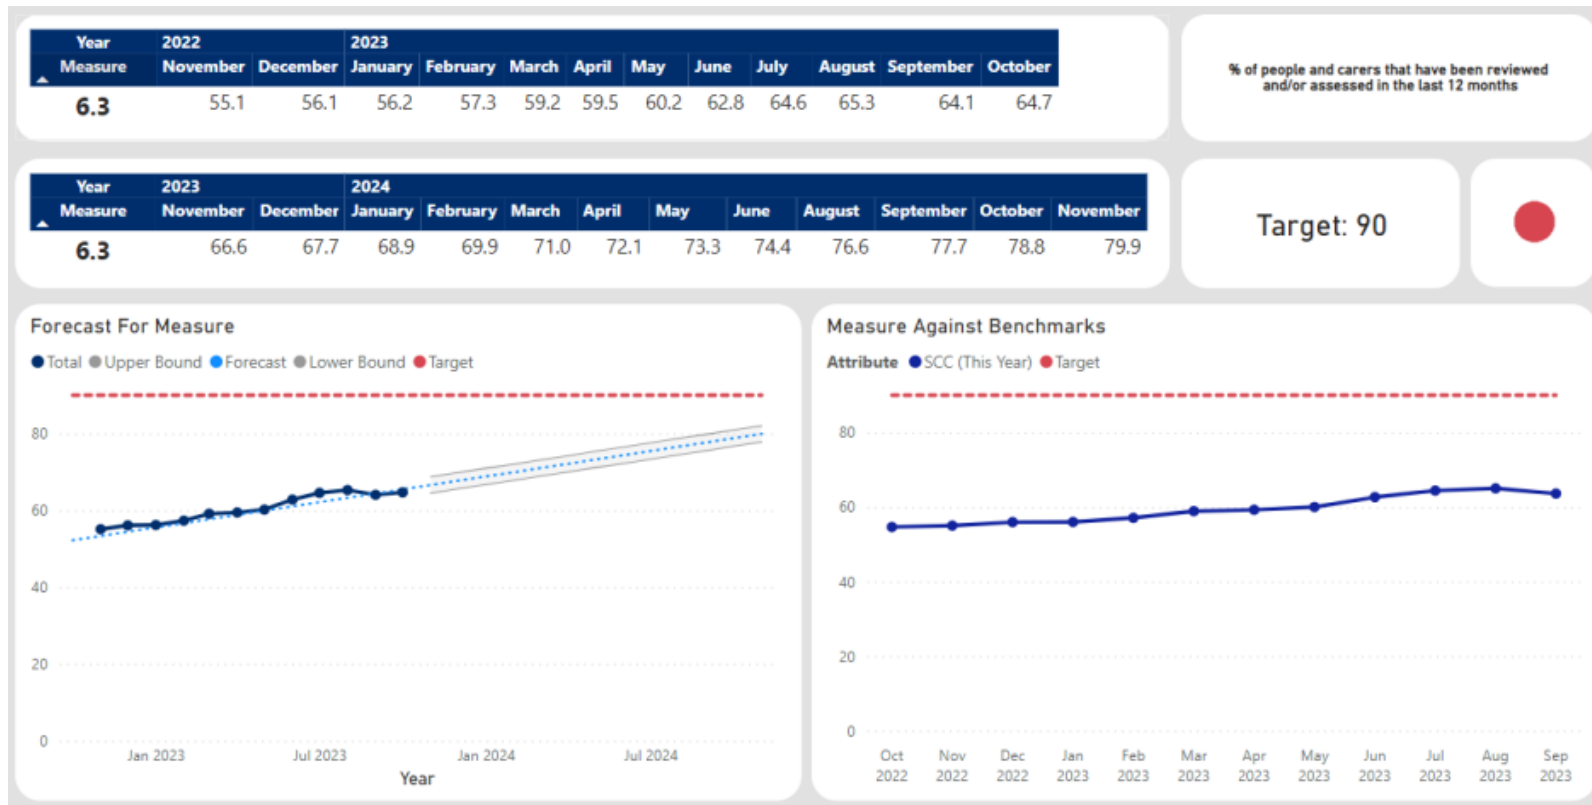 Year 2022 2023
Measure November December January February March April May June July August September October
6.3 55.1 56.1 56.2 57.3 59.2 59.5 60.2 62.8 64.6 65.3 64.1 64.7
% of people and carers that have been reviewed
and/or assessed in the last 12 months
Year 2023 2024
Measure November December January February March April May June August September October November
6.3 66.6 67.7 68.9 69.9 71.0 72.1 73.3 74.4 76.6 77.7 78.8 79.9
Target: 90
Forecast For Measure
Total Upper Bound Forecast Lower Bound Target
80
60
40
20
0
Jan 2023 Jul 2023 Jan 2024 Jul 2024
Year
Measure Against Benchmarks
Attribute SCC (This Year) Target
80
60
40
20
0
Oct Nov Dec Jan Feb Mar Apr May Jun Jul Aug Sep
2022 2022 2022 2023 2023 2023 2023 2023 2023 2023 2023 2023